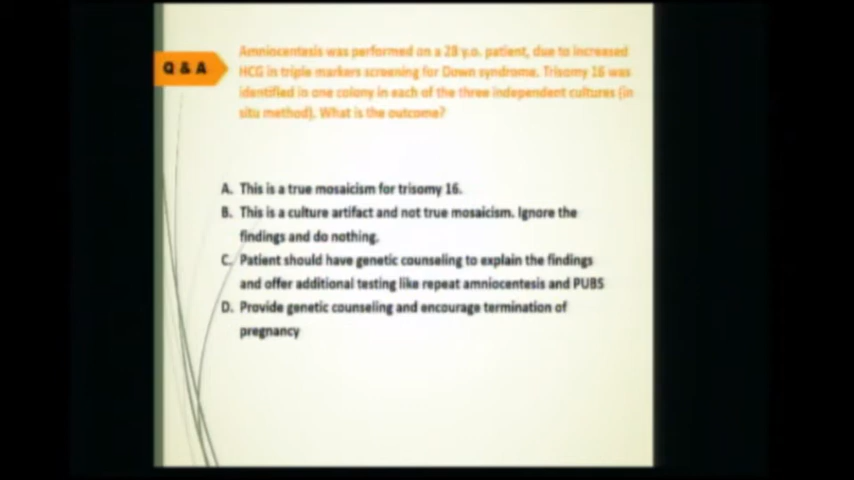 Q & A
Amniocentesis was performed on a 28 y.o. patient, due to increased
HCG in triple markers screening for Down syndrome. Trisomy 16 was
identified in one colony in each of the three independent cultures (in
situ method). What is the outcome?
A. This is a true mosaicism for trisomy 16.
B. This is a culture artifact and not true mosaicism. Ignore the
findings and do nothing.
C. Patient should have genetic counseling to explain the findings
and offer additional testing like repeat amniocentesis and PUBS
D. Provide genetic counseling and encourage termination of
pregnancy